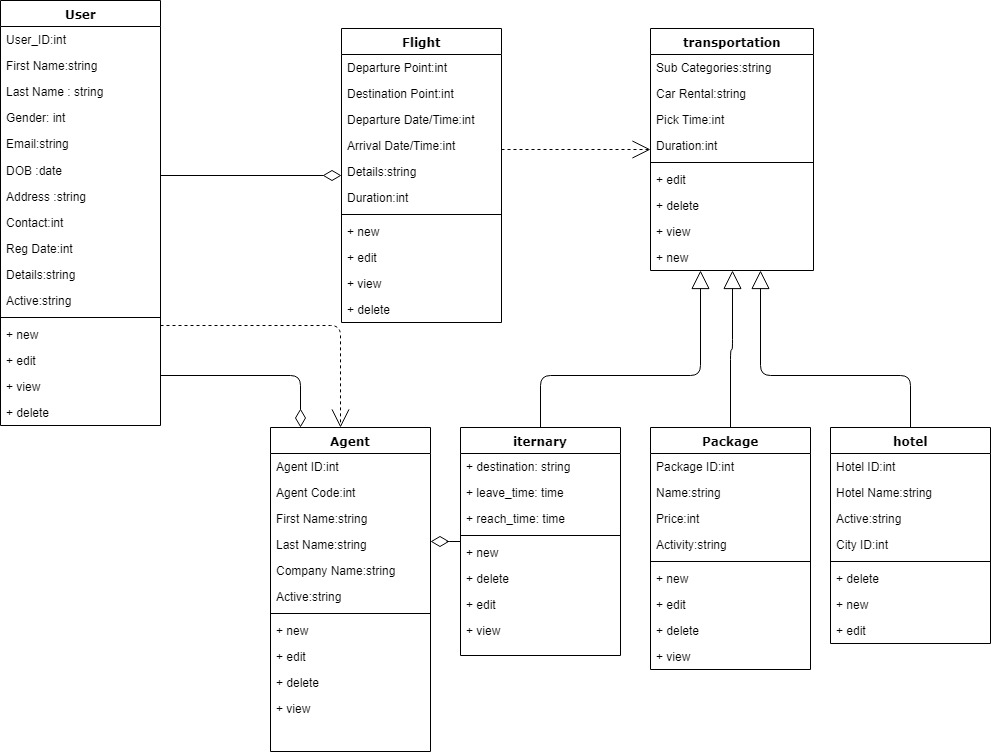 User
User_ID:int
First Name:string
Last Name : string
Gender: int
Email:string
DOB :date
Address :string
Contact:int
Reg Date:int
Details:string
Active:string
+ new
+ edit
+ view
+ delete
Flight
Departure Point:int
Destination Point:int
Departure Date/Time:int
Arrival Date/Time:int
Details:string
Duration:int
+ new
+ edit
+ view
+ delete
transportation
Sub Categories:string
Car Rental:string
Pick Time:int
Duration:int
+ edit
+ delete
+ view
+ new
Agent
Agent ID:int
Agent Code:int
First Name:string
Last Name:string
Company Name:string
Active:string
+ new
+ edit
+ delete
+ view
iternary
+ destination: string
+ leave_time: time
+ reach_time: time
+ new
+ delete
+ edit
+ view
Package
Package ID:int
Name:string
Price:int
Activity:string
+ new
+ edit
+ delete
+ view
hotel
Hotel ID:int
Hotel Name:string
Active:string
City ID:int
+ delete
+ new
+ edit